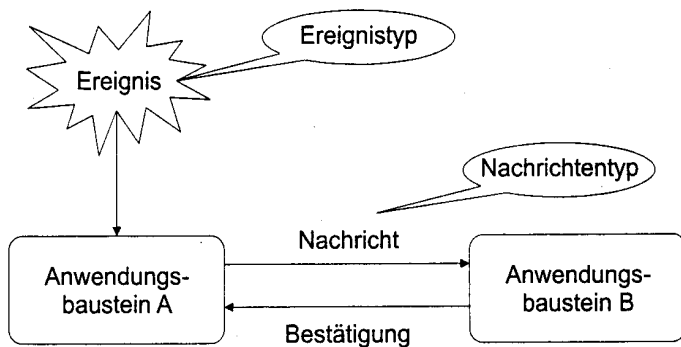 Ereignistyp
Ereignis
Nachrichtentyp
Nachricht
Anwendungs-
baustein A
Anwendungs-
baustein B
Bestätigung